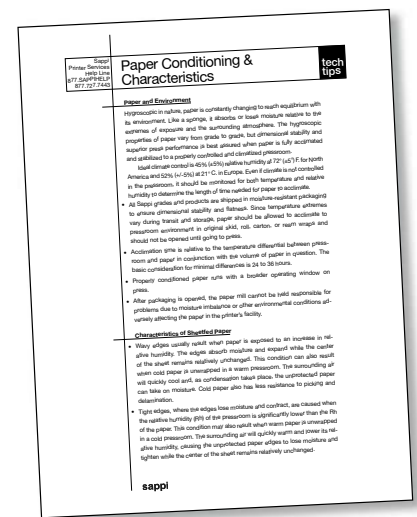 Sappi
Printer Services
Help Line
877.SAPPIHELP
877.727.7443
Paper Conditioning &
Characteristics
tech
tips
Paper and Environment
Hygroscopic in nature, paper is constantly changing to reach equilibrium with
its environment. Like a sponge, it absorbs or loses moisture relative to the
extremes of exposure and the surrounding atmosphere. The hygroscopic
properties of paper vary from grade to grade, but dimensional stability and
superior press performance is best assured when paper is fully acclimated
and stabilized to a properly controlled and climatized pressroom.
Ideal climate control is 45% (±5%) relative humidity at 72° (±5°) F. for North
America and 52% (+/-5%) at 21° C. in Europe. Even if climate is not controlled
in the pressroom, it should be monitored for both temperature and relative
humidity to determine the length of time needed for paper to acclimate.
• All Sappi grades and products are shipped in moisture-resistant packaging
to ensure dimensional stability and flatness. Since temperature extremes
vary during transit and storage, paper should be allowed to acclimate to
pressroom environment in original skid, roll, carton, or ream wraps and
should not be opened until going to press.
• Acclimation time is relative to the temperature differential between press-
room and paper in conjunction with the volume of paper in question. The
basic consideration for minimal differences is 24 to 36 hours.
• Properly conditioned paper runs with a broader operating window on
press.
• After packaging is opened, the paper mill cannot be held responsible for
problems due to moisture imbalance or other environmental conditions ad-
versely affecting the paper in the printer's facility.
Characteristics of Sheetfed Paper
• Wavy edges usually result when paper is exposed to an increase in rel-
ative humidity. The edges absorb moisture and expand while the center
of the sheet remains relatively unchanged. This condition can also result
when cold paper is unwrapped in a warm pressroom. The surrounding air
will quickly cool and, as condensation takes place, the unprotected paper
can take on moisture. Cold paper also has less resistance to picking and
delamination.
• Tight edges, where the edges lose moisture and contract, are caused when
the relative humidity (RH) of the pressroom is significantly lower than the Rh
of the paper. This condition may also result when warm paper is unwrapped
in a cold pressroom. The surrounding air will quickly warm and lower its rel-
ative humidity, causing the unprotected paper edges to lose moisture and
tighten while the center of the sheet remains relatively unchanged.
sappi